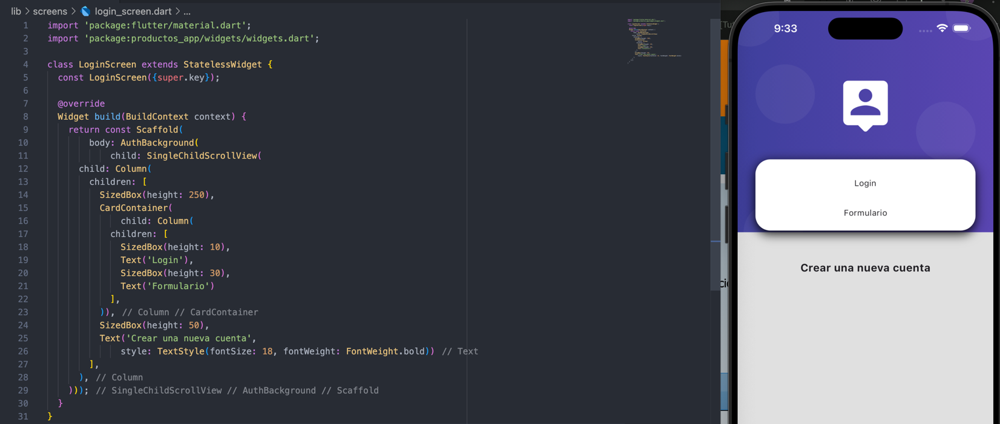 lib > screens > login_screen.dart > ...
1 import 'package:flutter/material.dart';
2 import 'package:productos_app/widgets/widgets.dart';
3
4 class LoginScreen extends StatelessWidget {
5 const LoginScreen({super.key});
6
7 @override
8 Widget build(BuildContext context) {
9 return const Scaffold(
10 body: AuthBackground(
11 child: SingleChildScrollView(
12 child: Column(
13 children: [
14 SizedBox(height: 250),
15 CardContainer(
16 child: Column(
17 children: [
18 SizedBox(height: 10),
19 Text('Login'),
20 SizedBox(height: 30),
21 Text('Formulario')
22 ],
23 )), // Column // CardContainer
24 SizedBox(height: 50),
25 Text('Crear una nueva cuenta',
26 style: TextStyle(fontSize: 18, fontWeight: FontWeight.bold)) // Text
27 ],
28 ), // Column
29 ))); // SingleChildScrollView // AuthBackground // Scaffold
30 }
31 }
9:33
Login
Formulario
Crear una nueva cuenta